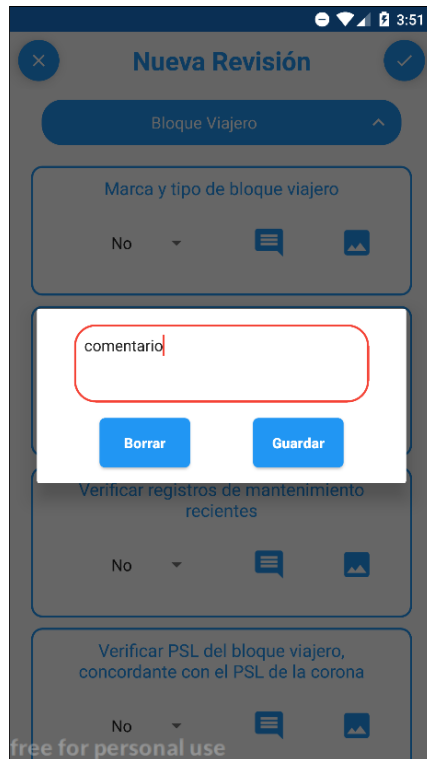 3:51
Nueva Revisión
Bloque Viajero
Marca y tipo de bloque viajero
No
comentario
Borrar
Guardar
Verificar registros de mantenimiento
recientes
No
Verificar PSL del bloque viajero,
concordante con el PSL de la corona
No
free for personal use